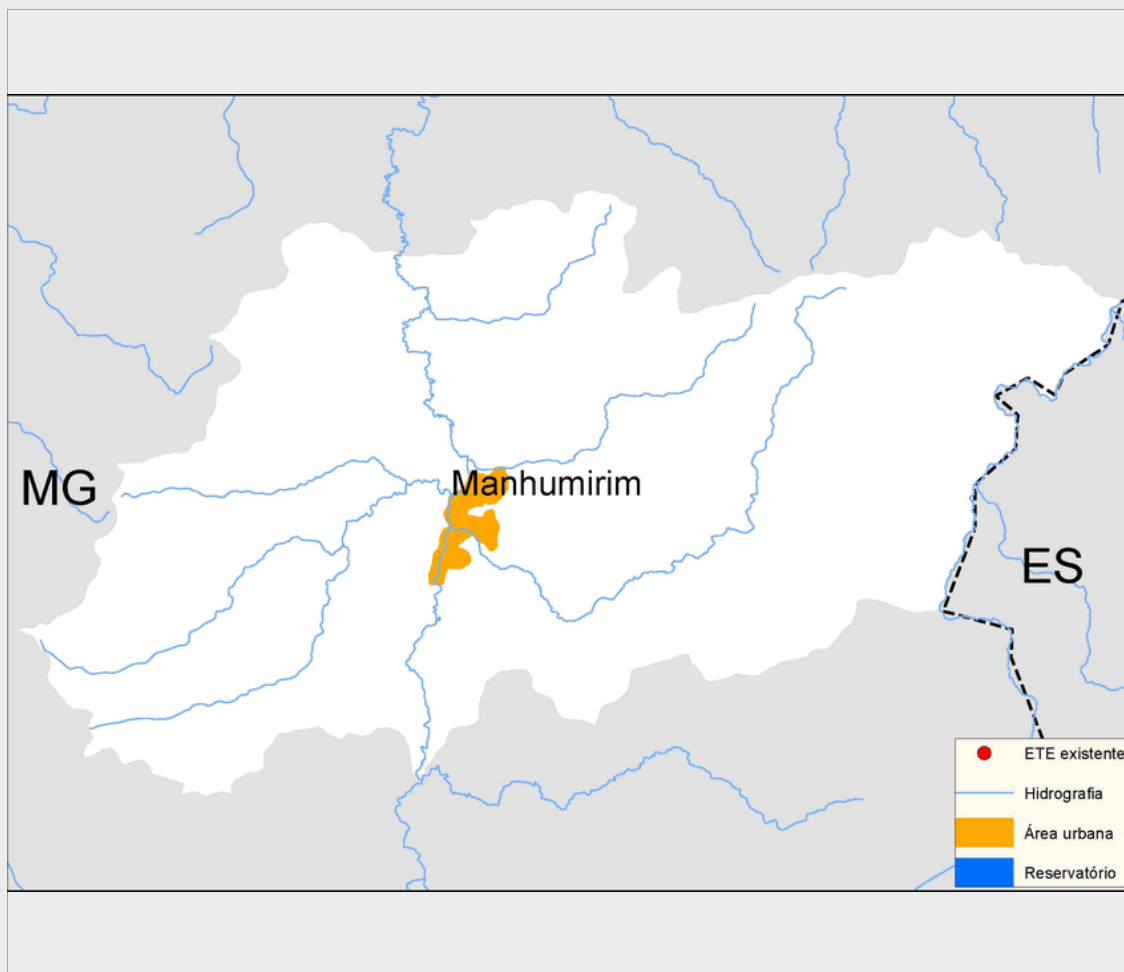 Manhumirim
MG
ES
ETE existente
Hidrografia
Área urbana
Reservatório